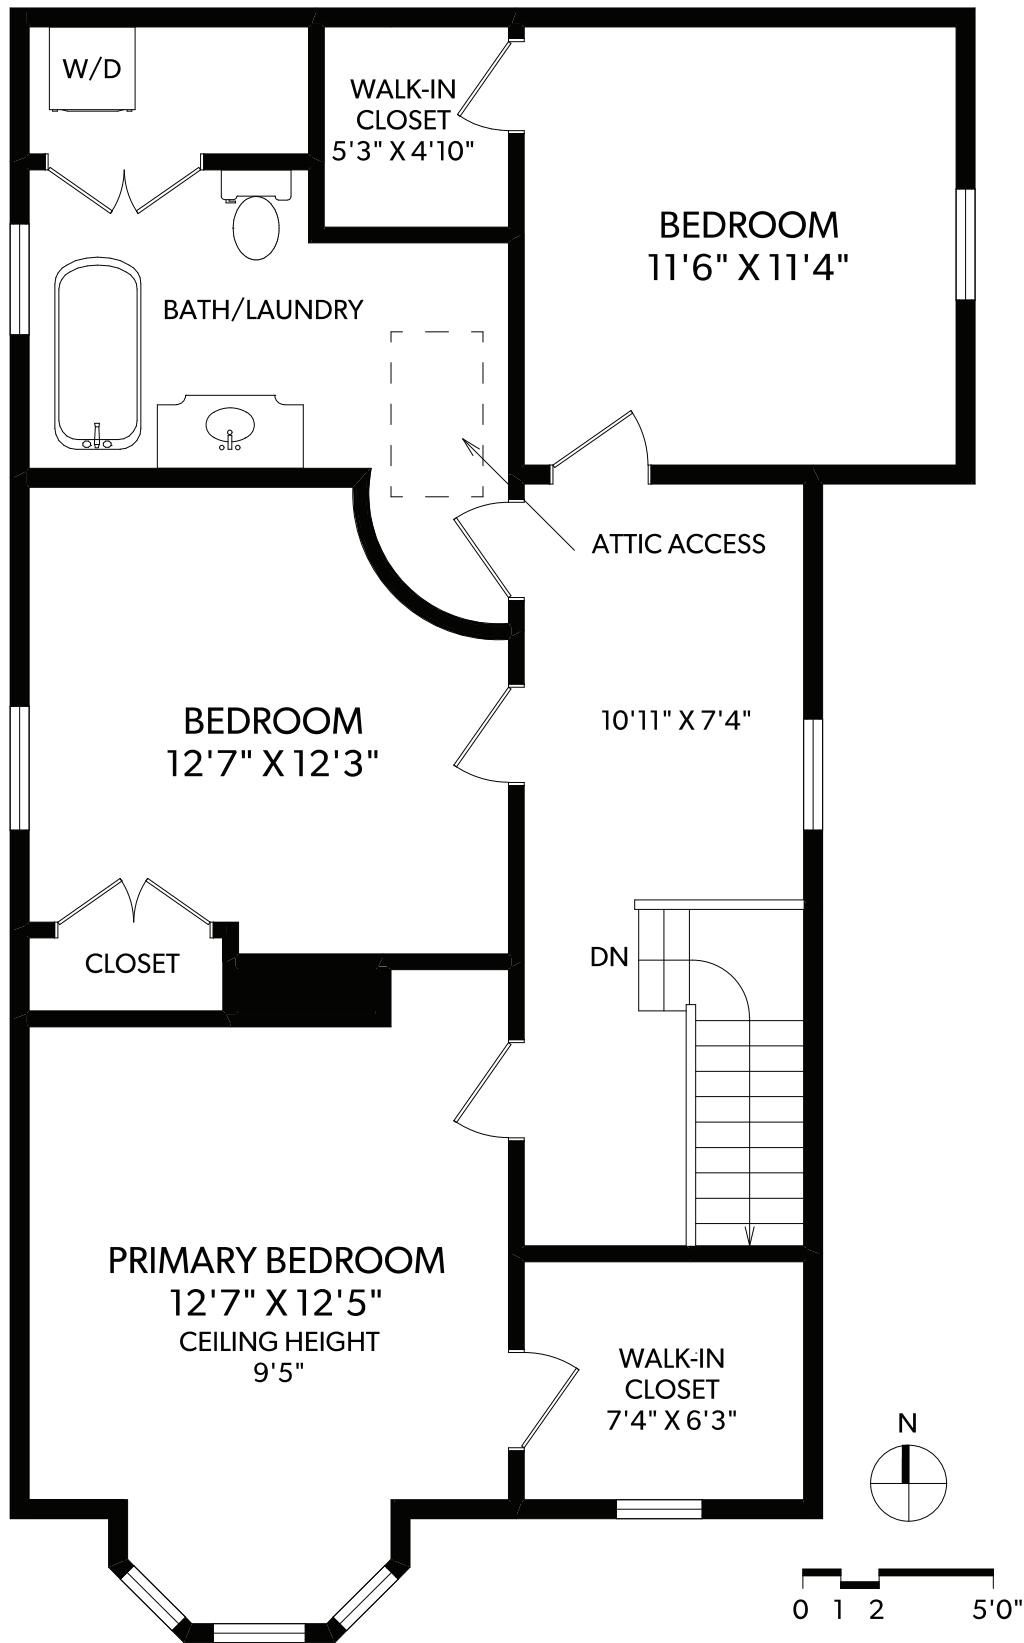 W/D
WALK-IN
CLOSET
5'3" X 4'10"
BEDROOM
11'6" X 11'4"
BATH/LAUNDRY
ATTIC ACCESS
BEDROOM
12'7" X 12'3"
10'11" X 7'4"
CLOSET
DN
PRIMARY BEDROOM
12'7" X 12'5"
CEILING HEIGHT
9'5"
WALK-IN
CLOSET
7'4" X 6'3"
N
0 1 2 5'0"